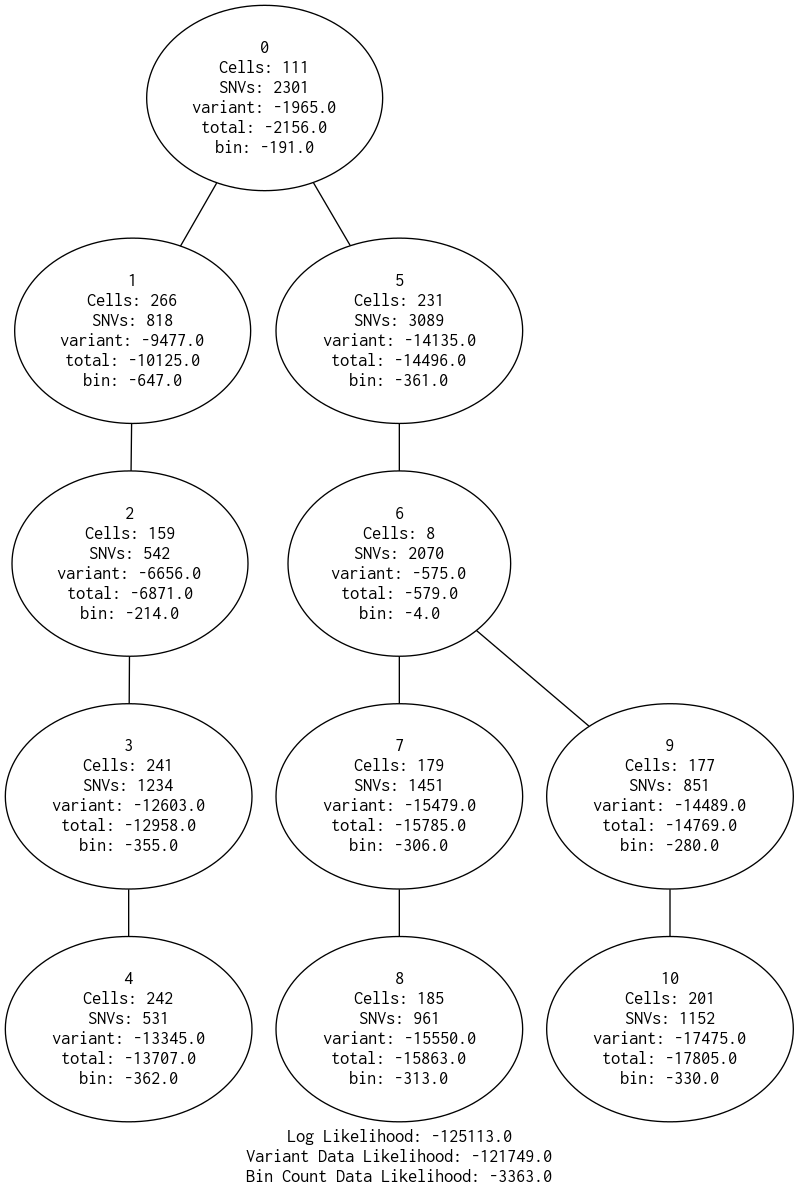 0
Cells: 111
SNVs: 2301
variant: -1965.0
total: -2156.0
bin: -191.0
1
Cells: 266
SNVs: 818
variant: -9477.0
total: -10125.0
bin: -647.0
5
Cells: 231
SNVs: 3089
variant: -14135.0
total: -14496.0
bin: -361.0
2
Cells: 159
SNVs: 542
variant: -6656.0
total: -6871.0
bin: -214.0
6
Cells: 8
SNVs: 2070
variant: -575.0
total: -579.0
bin: -4.0
3
Cells: 241
SNVs: 1234
variant: -12603.0
total: -12958.0
bin: -355.0
7
Cells: 179
SNVs: 1451
variant: -15479.0
total: -15785.0
bin: -306.0
9
Cells: 177
SNVs: 851
variant: -14489.0
total: -14769.0
bin: -280.0
4
Cells: 242
SNVs: 531
variant: -13345.0
total: -13707.0
bin: -362.0
8
Cells: 185
SNVs: 961
variant: -15550.0
total: -15863.0
bin: -313.0
10
Cells: 201
SNVs: 1152
variant: -17475.0
total: -17805.0
bin: -330.0
Log Likelihood: -125113.0
Variant Data Likelihood: -121749.0
Bin Count Data Likelihood: -3363.0